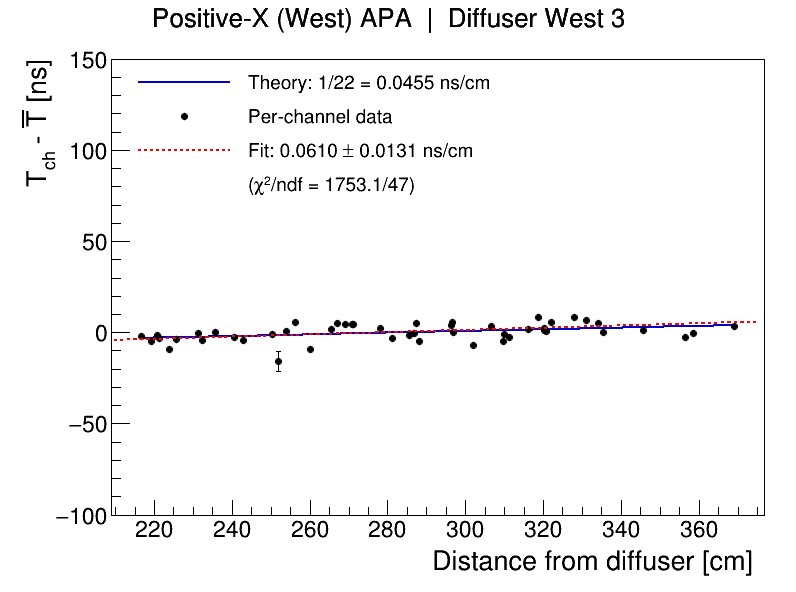 Positive-X (West) APA | Diffuser West 3
T_ch - T̅ [ns]
150
100
50
0
−50
−100
Theory: 1/22 = 0.0455 ns/cm
Per-channel data
Fit: 0.0610 ± 0.0131 ns/cm
(χ²/ndf = 1753.1/47)
220 240 260 280 300 320 340 360
Distance from diffuser [cm]